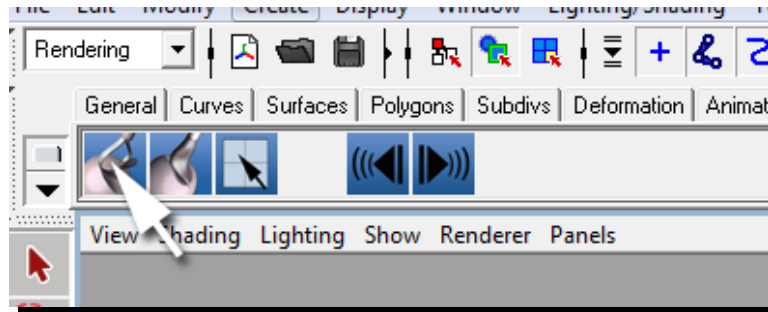 File Edit Modify Create Display Window Lighting/Shading
Rendering
General Curves Surfaces Polygons Subdivs Deformation
View Shading Lighting Show Renderer Panels